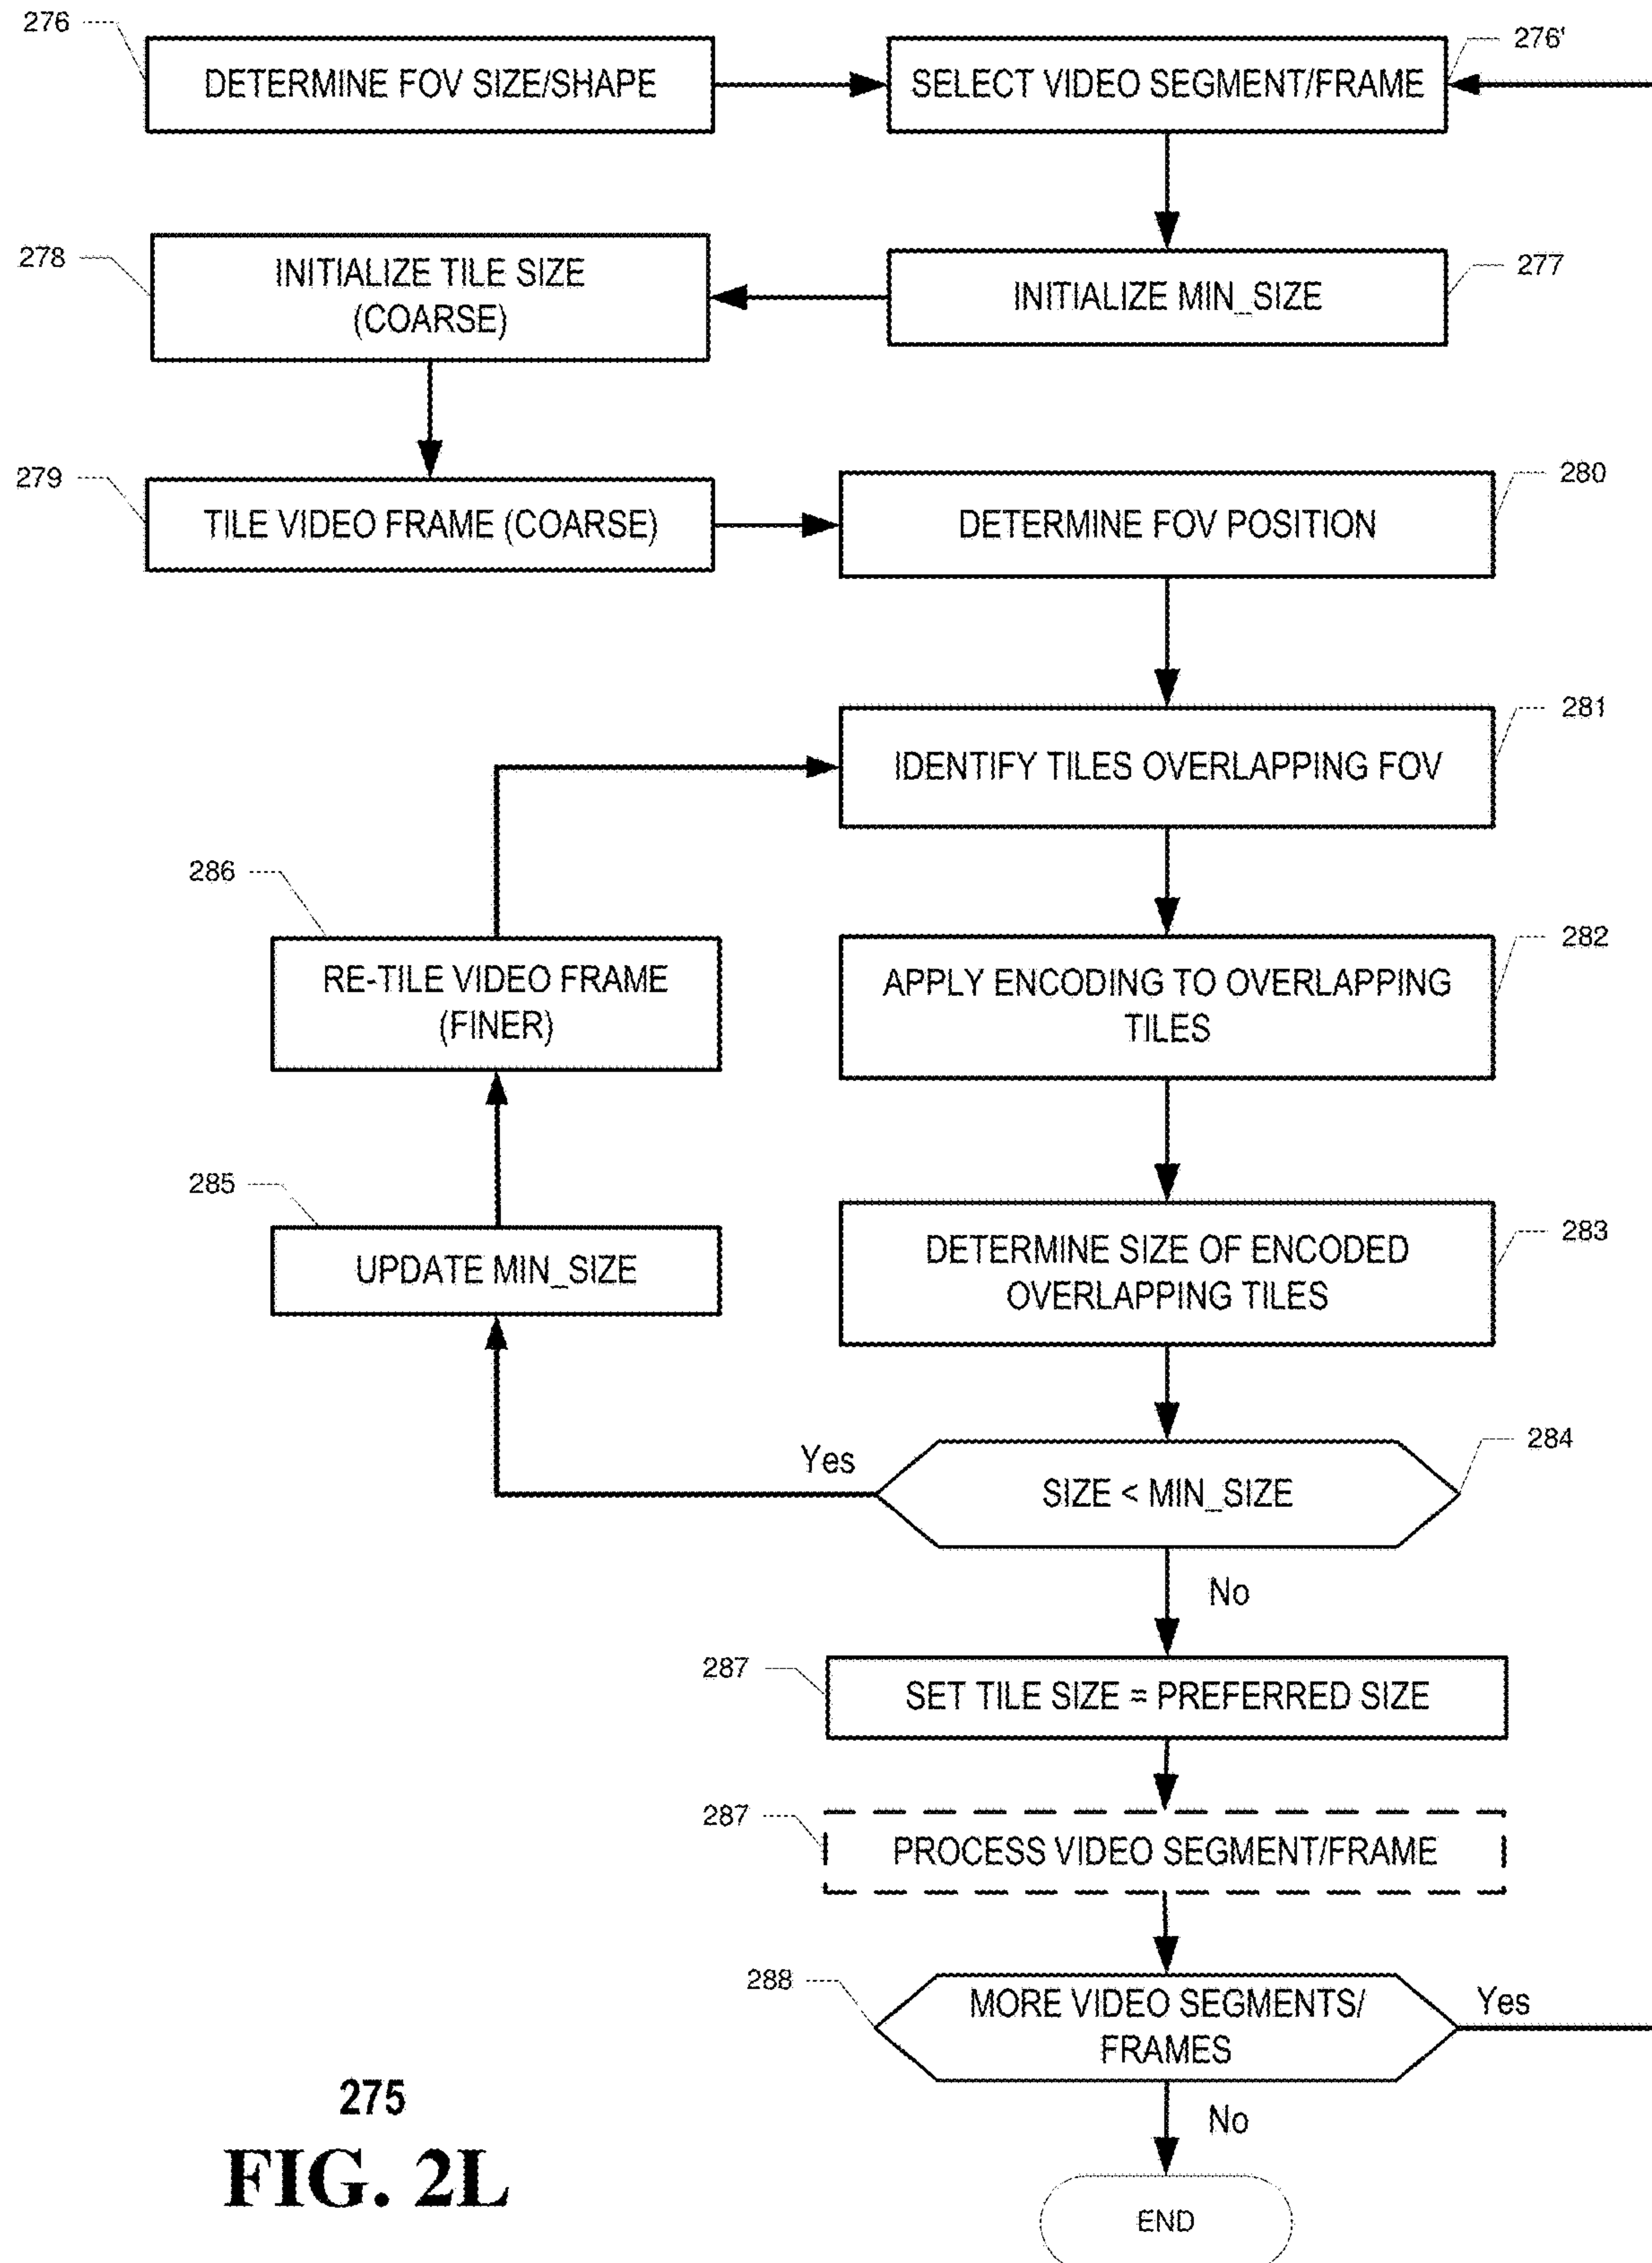 276
DETERMINE FOV SIZE/SHAPE
SELECT VIDEO SEGMENT/FRAME
276'
278
INITIALIZE TILE SIZE
(COARSE)
INITIALIZE MIN_SIZE
277
279
TILE VIDEO FRAME (COARSE)
DETERMINE FOV POSITION
280
IDENTIFY TILES OVERLAPPING FOV
281
286
RE-TILE VIDEO FRAME
(FINER)
APPLY ENCODING TO OVERLAPPING
TILES
282
285
UPDATE MIN_SIZE
DETERMINE SIZE OF ENCODED
OVERLAPPING TILES
283
Yes
SIZE < MIN_SIZE
284
No
287
SET TILE SIZE = PREFERRED SIZE
287
PROCESS VIDEO SEGMENT/FRAME
288
MORE VIDEO SEGMENTS/
FRAMES
Yes
No
END
275
FIG. 2L